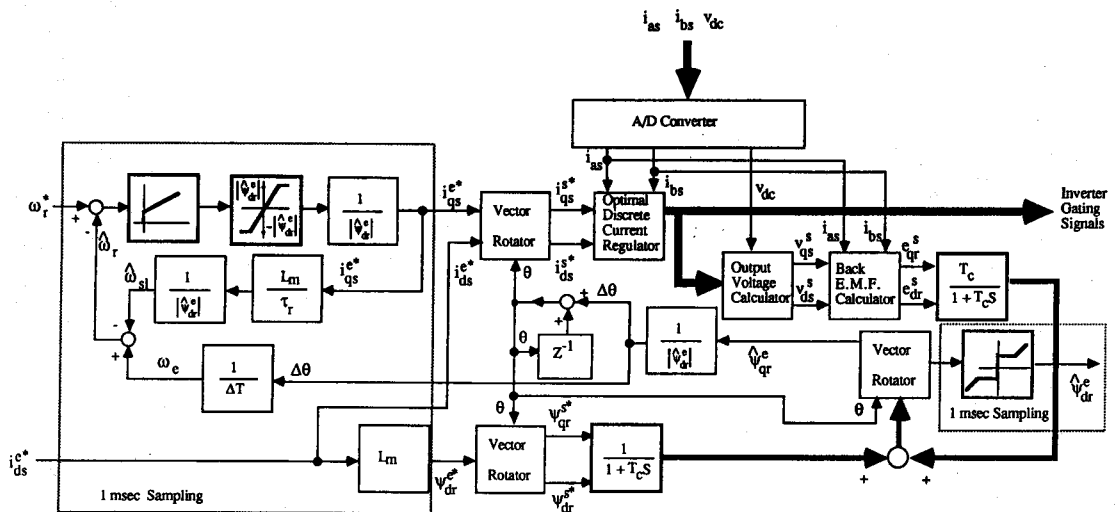 i_as i_bs v_dc
A/D Converter
i_as
i_bs
v_dc
i_as
i_bs
ω_r^*
+
-
ω̂_r
|ψ̂_dr^e|
-|ψ̂_dr^e|
1
|ψ̂_dr^e|
i_qs^e*
Vector
Rotator
i_qs^s*
i_ds^s*
Optimal
Discrete
Current
Regulator
Inverter
Gating
Signals
i_ds^e*
θ
ω̂_sl
1
|ψ̂_dr^e|
L_m
τ_r
i_qs^e*
Output
Voltage
Calculator
v_qs^s
v_ds^s
Back
E.M.F.
Calculator
e_qr^s
e_dr^s
T_c
1 + T_c S
-
+
ω_e
1
ΔT
Δθ
+
+
Δθ
θ
Z^-1
1
|ψ̂_dr^e|
ψ̂_qr^e
Vector
Rotator
θ
ψ̂_dr^e
1 msec Sampling
i_ds^e*
L_m
ψ_dr^e*
1 msec Sampling
θ
Vector
Rotator
ψ_qr^s*
ψ_dr^s*
1
1 + T_c S
+
+